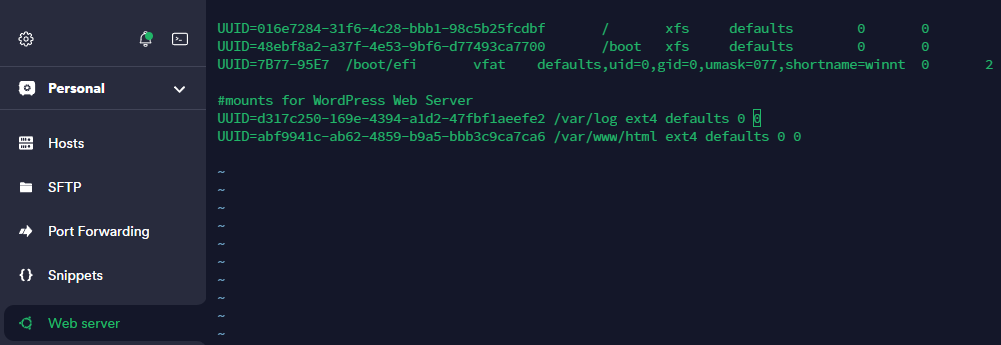 Personal
Hosts
SFTP
Port Forwarding
Snippets
Web server
UUID=016e7284-31f6-4c28-bbb1-98c5b25fcdbf / xfs defaults 0 0
UUID=48ebf8a2-a37f-4e53-9bf6-d77493ca7700 /boot xfs defaults 0 0
UUID=7B77-95E7 /boot/efi vfat defaults,uid=0,gid=0,umask=077,shortname=winnt 0 2
#mounts for WordPress Web Server
UUID=d317c250-169e-4394-a1d2-47fbf1aeefe2 /var/log ext4 defaults 0 0
UUID=abf9941c-ab62-4859-b9a5-bbb3c9ca7ca6 /var/www/html ext4 defaults 0 0
~
~
~
~
~
~
~
~
~
~